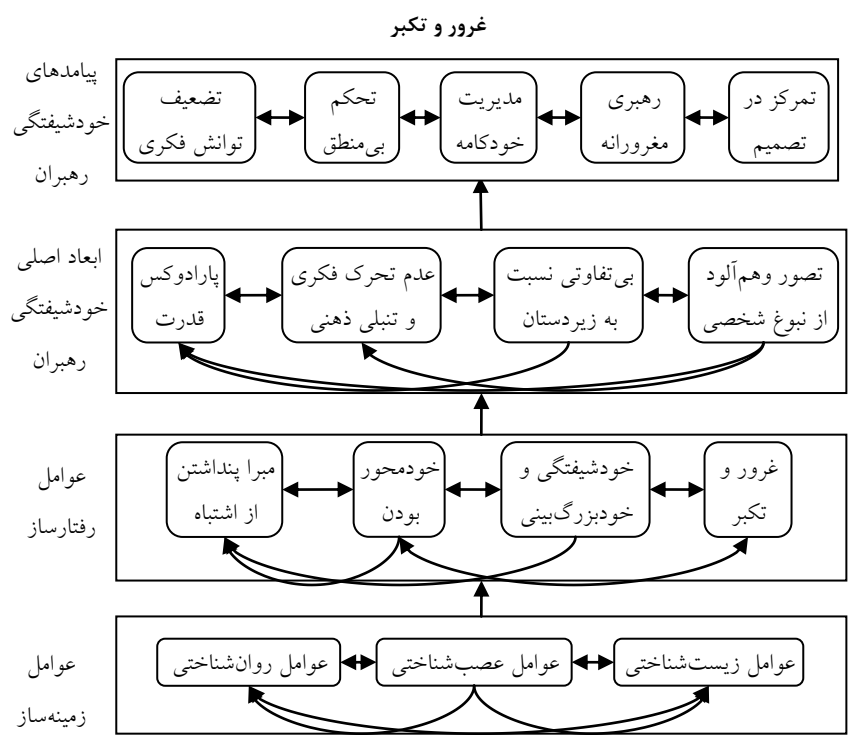 غرور و تکبر
پیامدهای
خودشیفتگی
رهبران
تمرکز در
تصمیم
رهبری
مغرورانه
مدیریت
خودکامه
تحکم
بی‌منطق
تضعیف
توانش فکری
ابعاد اصلی
خودشیفتگی
رهبران
تصور وهم‌آلود
از نبوغ شخصی
بی‌تفاوتی نسبت
به زیردستان
عدم تحرک فکری
و تنبلی ذهنی
پارادوکس
قدرت
عوامل
رفتارساز
غرور و
تکبر
خودشیفتگی و
خودبزرگ‌بینی
خودمحور
بودن
مبرا پنداشتن
از اشتباه
عوامل
زمینه‌ساز
عوامل زیست‌شناختی
عوامل عصب‌شناختی
عوامل روان‌شناختی